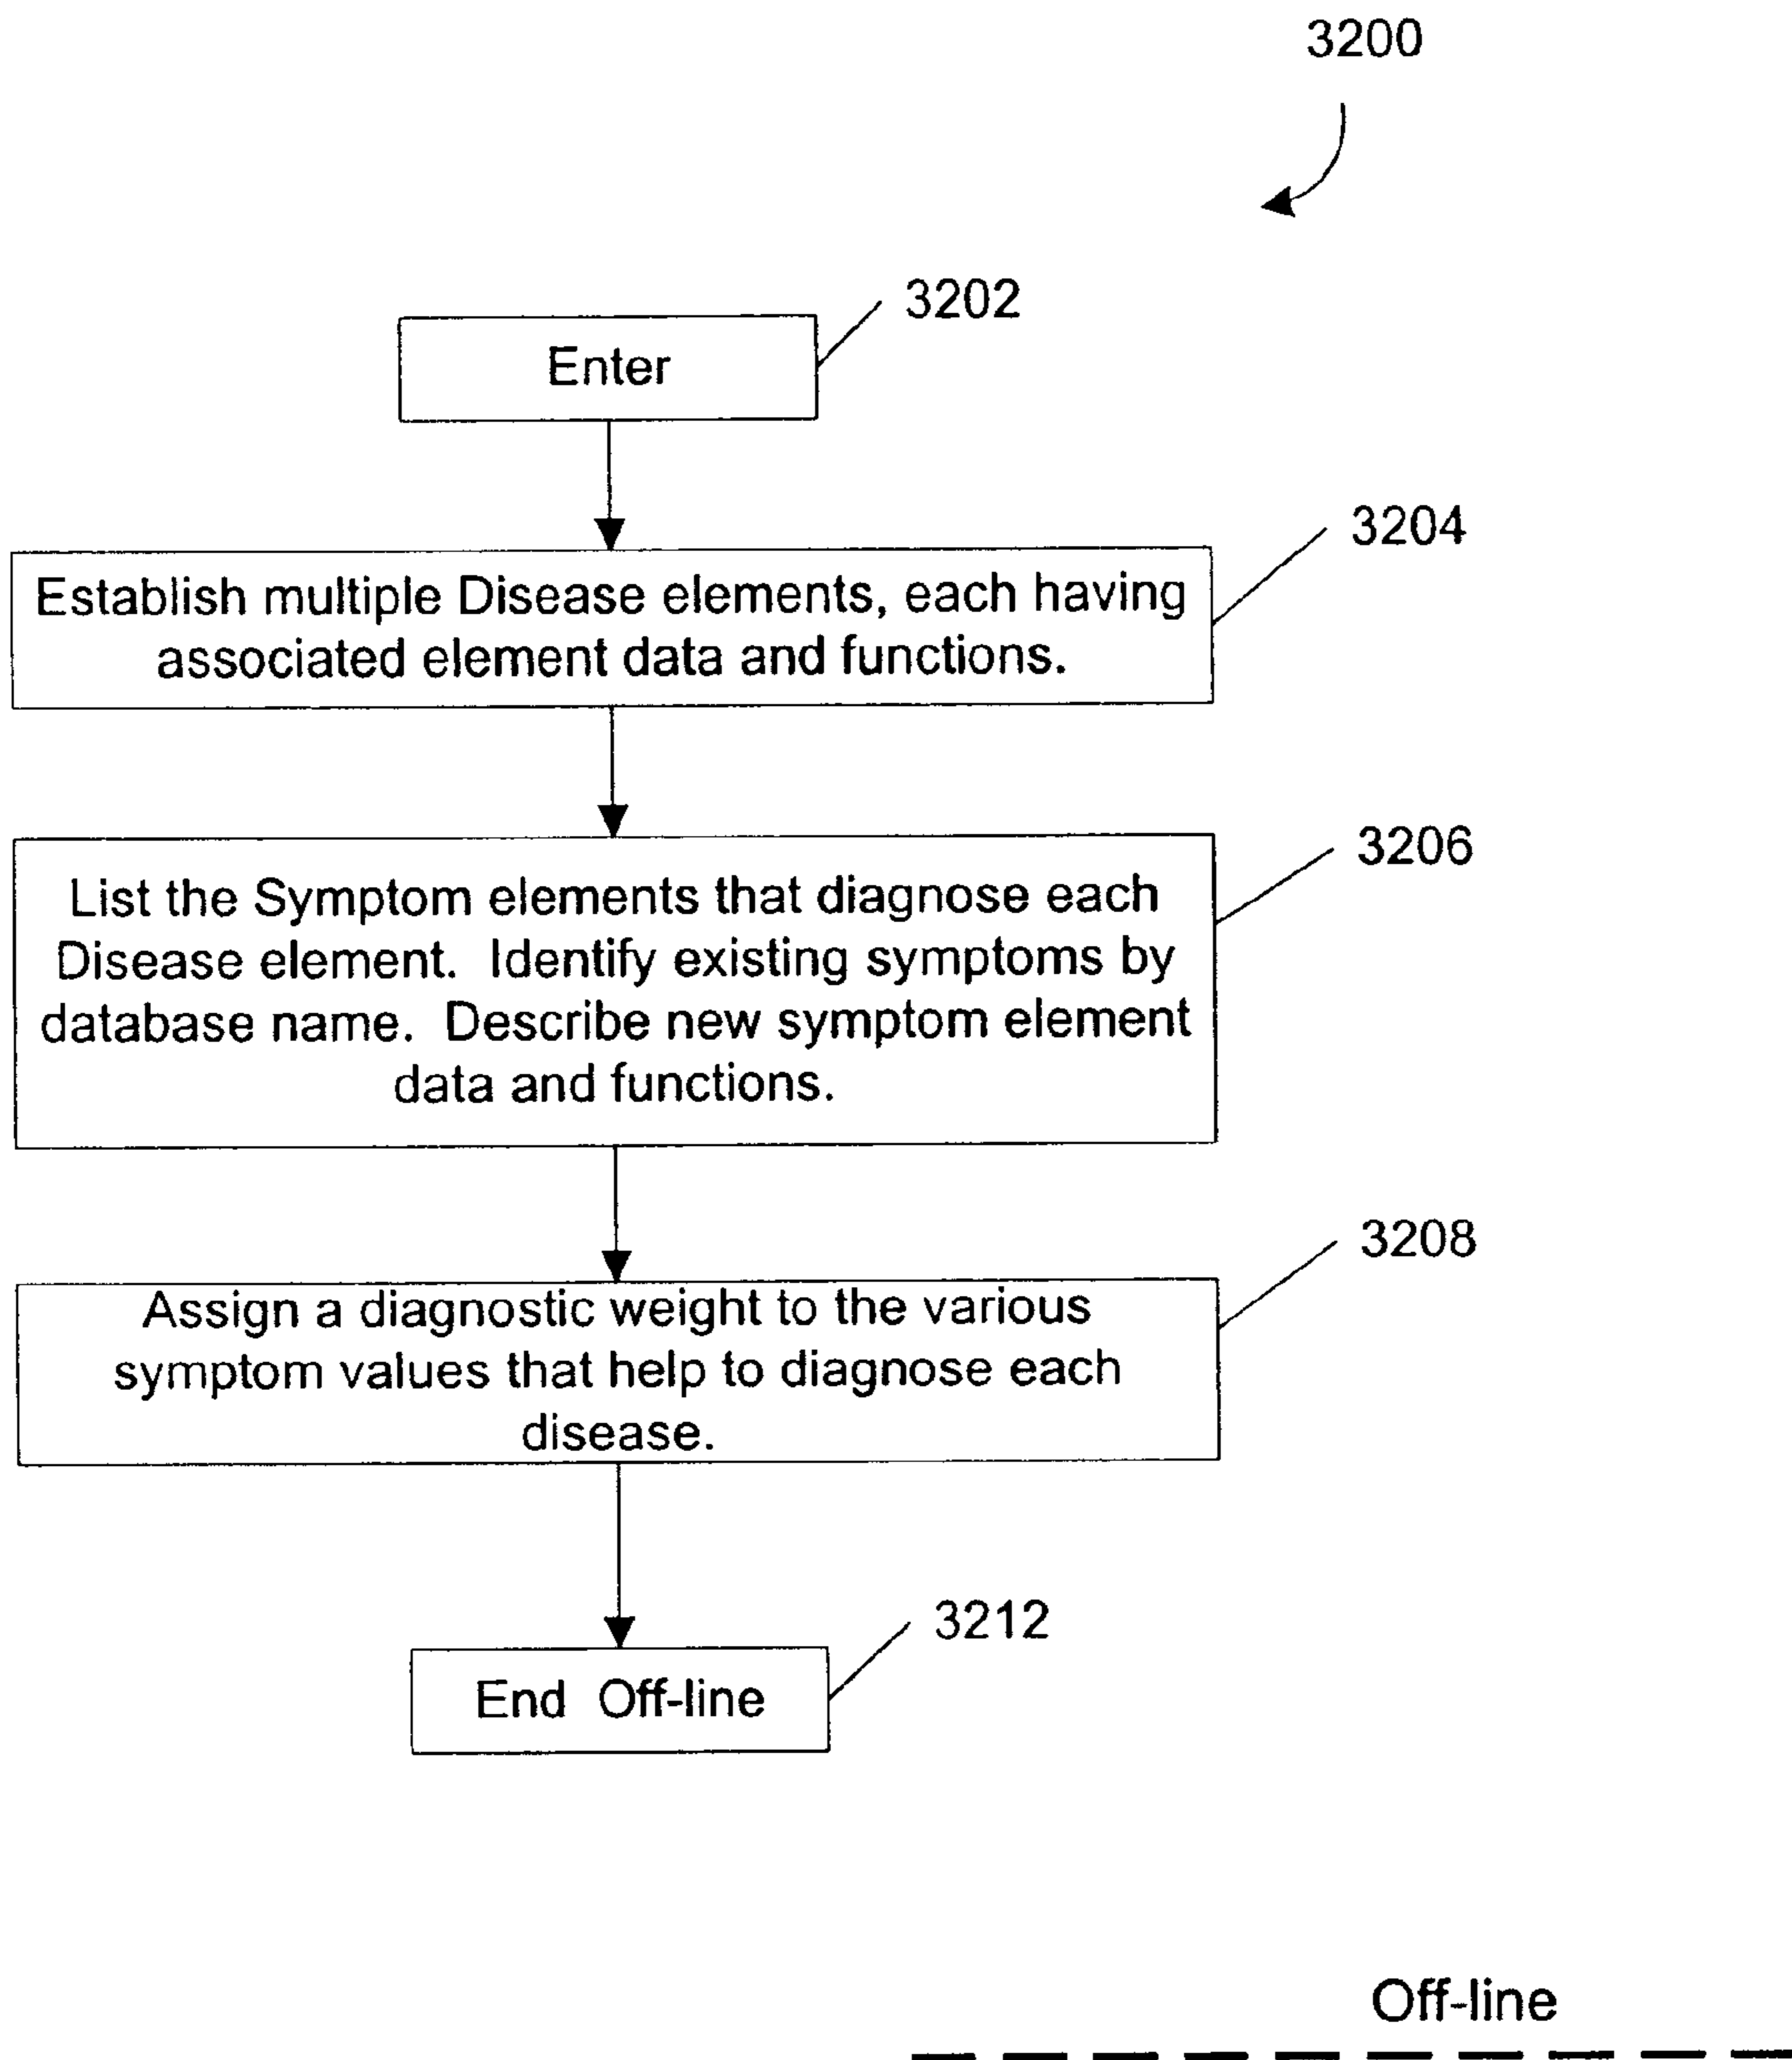 3200
3202
Enter
3204
Establish multiple Disease elements, each having
associated element data and functions.
3206
List the Symptom elements that diagnose each
Disease element. Identify existing symptoms by
database name. Describe new symptom element
data and functions.
3208
Assign a diagnostic weight to the various
symptom values that help to diagnose each
disease.
3212
End Off-line
Off-line